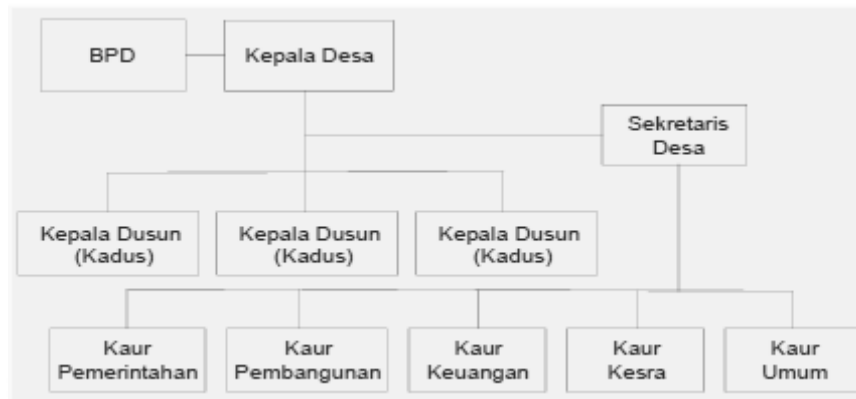 BPD
Kepala Desa
Sekretaris
Desa
Kepala Dusun
(Kadus)
Kepala Dusun
(Kadus)
Kepala Dusun
(Kadus)
Kaur
Pemerintahan
Kaur
Pembangunan
Kaur
Keuangan
Kaur
Kesra
Kaur
Umum